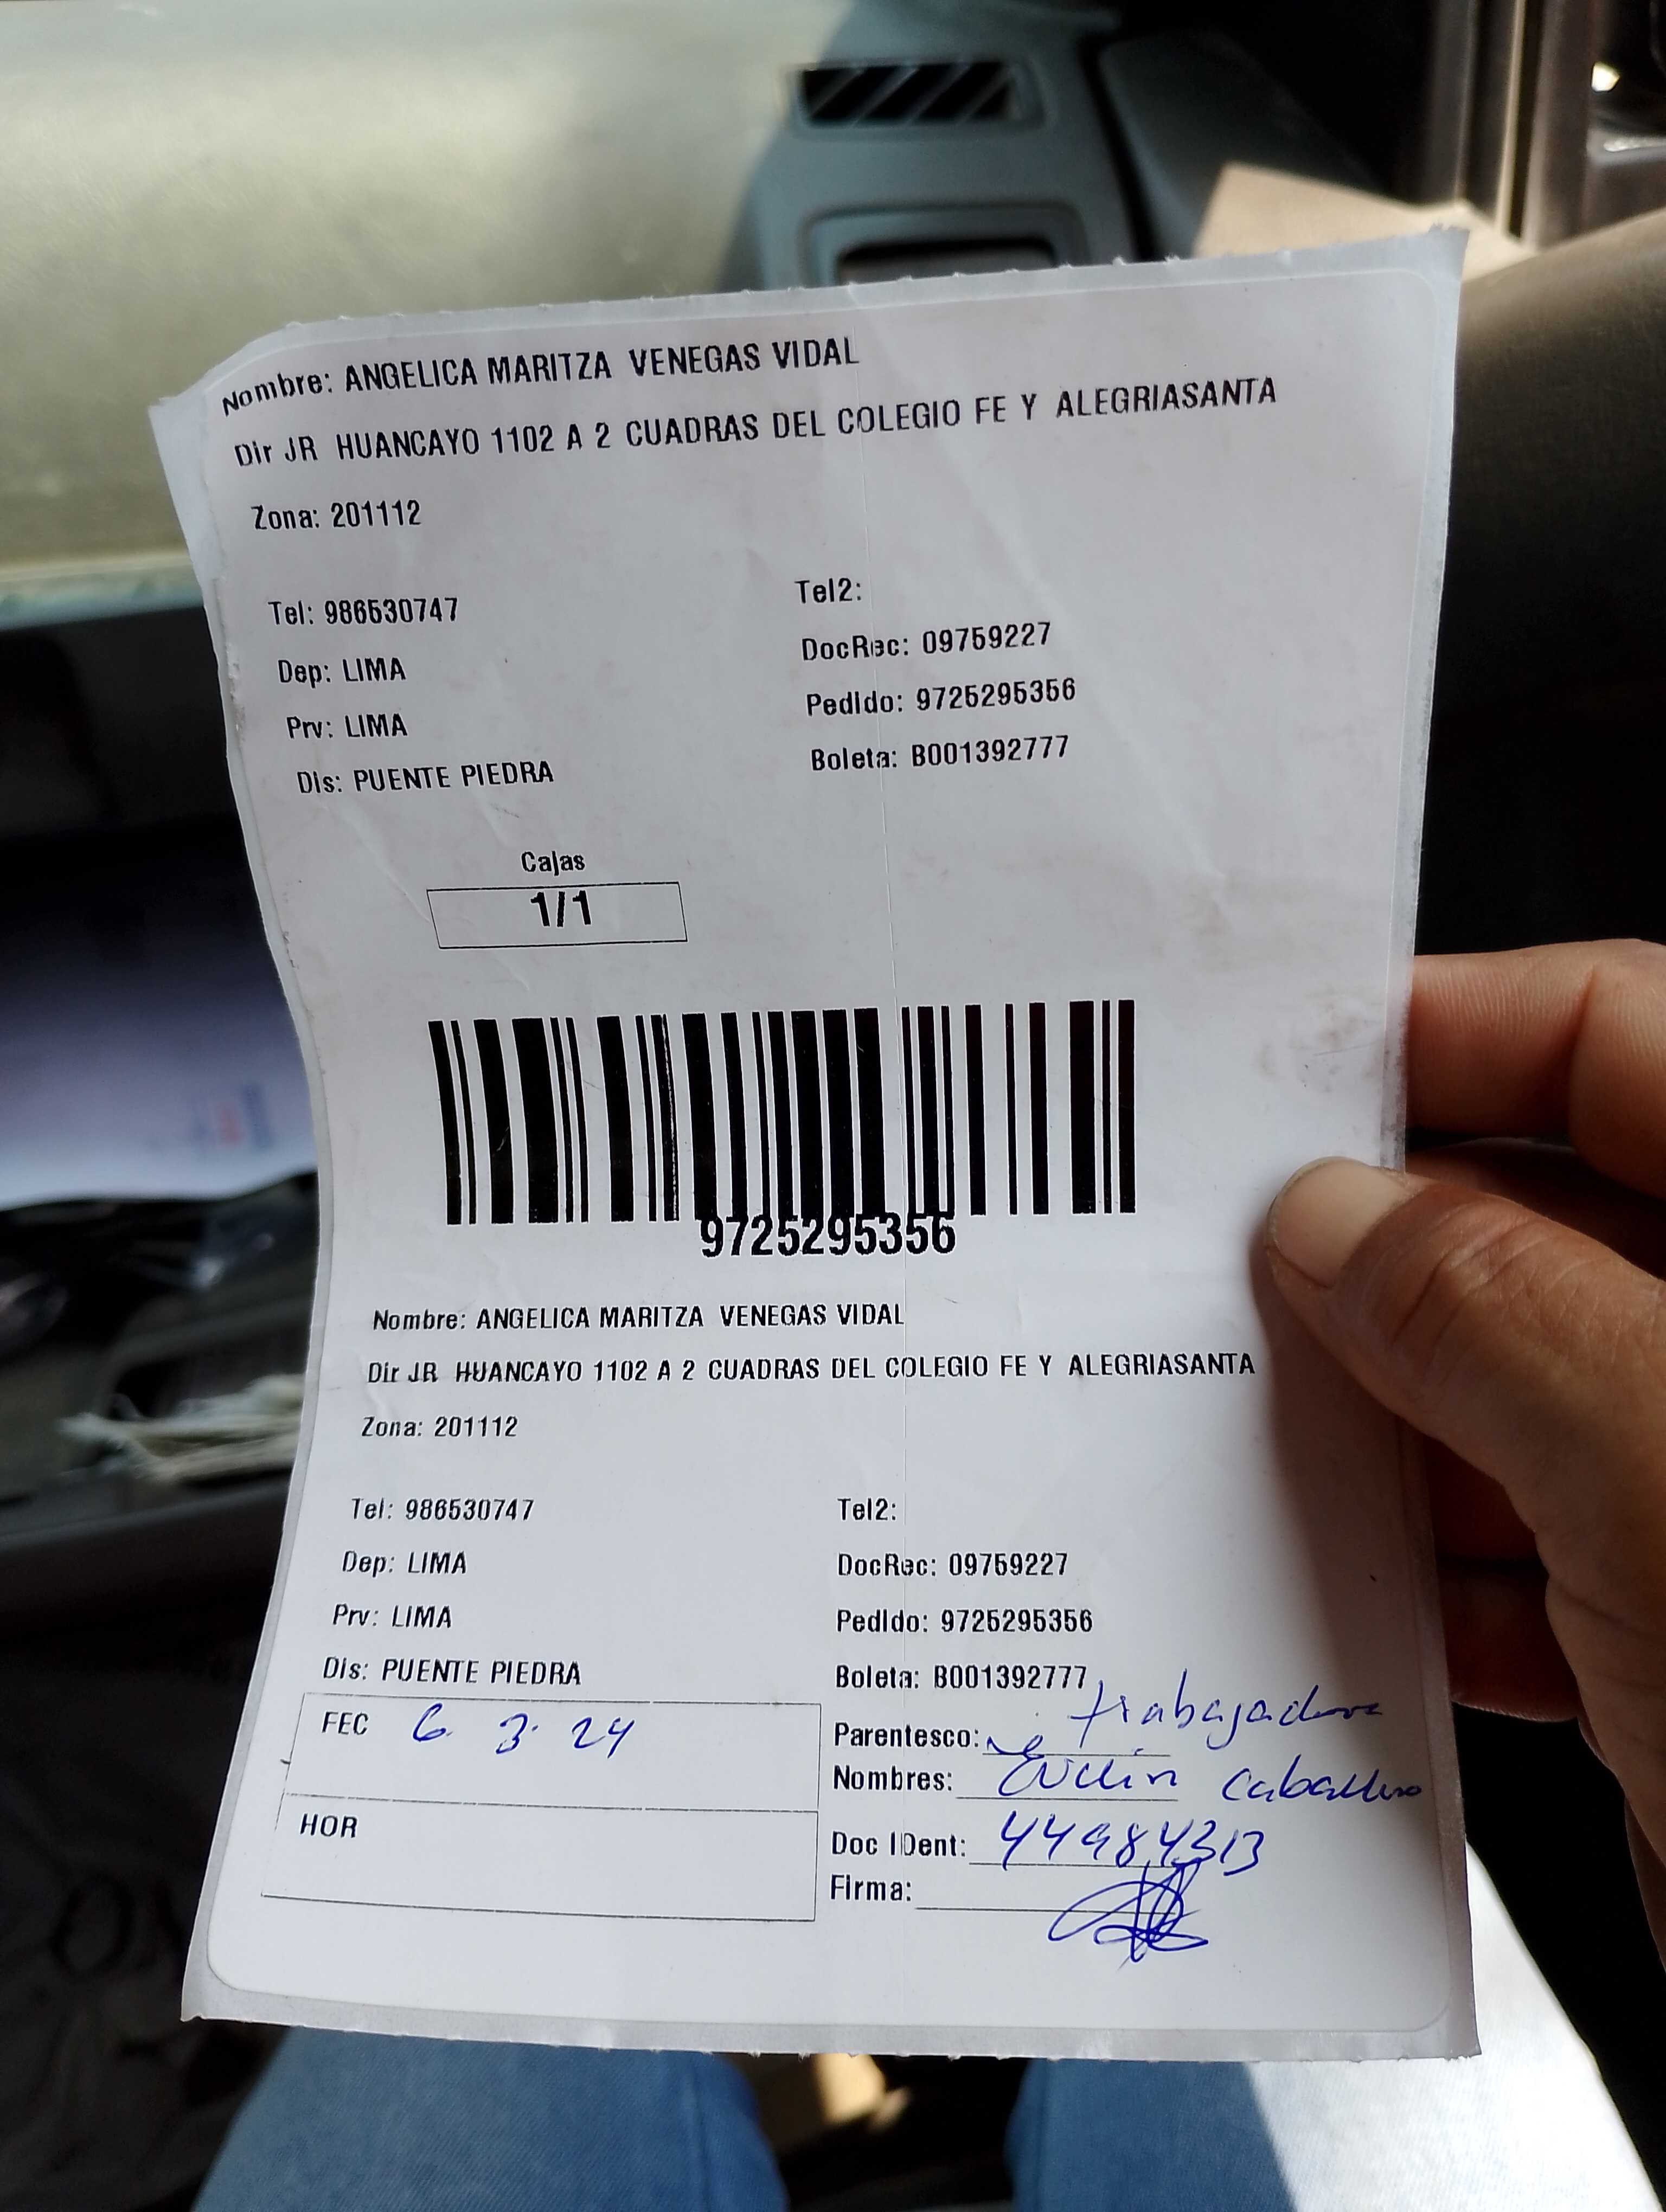 Nombre: ANGELICA MARITZA VENEGAS VIDAL
Dir JR HUANCAYO 1102 A 2 CUADRAS DEL COLEGIO FE Y ALEGRIASANTA
Zona: 201112
Tel: 986530747 Tel2:
Dep: LIMA DocRec: 09759227
Prv: LIMA Pedido: 9725295356
Dis: PUENTE PIEDRA Boleta: B001392777
Cajas
1/1
9725295356
Nombre: ANGELICA MARITZA VENEGAS VIDAL
Dir JR HUANCAYO 1102 A 2 CUADRAS DEL COLEGIO FE Y ALEGRIASANTA
Zona: 201112
Tel: 986530747 Tel2:
Dep: LIMA DocRec: 09759227
Prv: LIMA Pedido: 9725295356
Dis: PUENTE PIEDRA Boleta: B001392777
FEC 6 3 24
Parentesco: trabajadora
Nombres: Evelin Caballero
HOR
Doc IDent: 44984313
Firma: